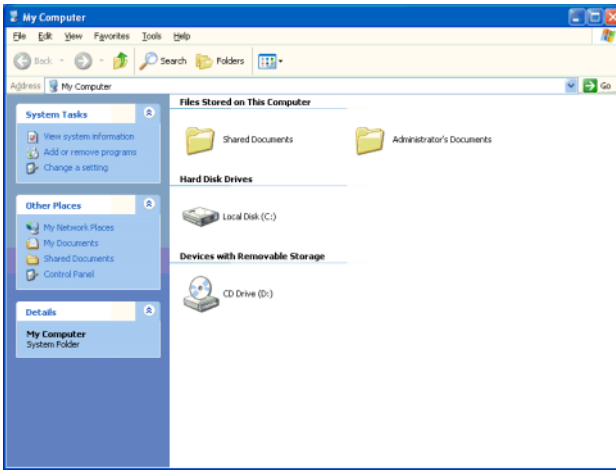 My Computer
File Edit View Favorites Tools Help
Back Search Folders
Address My Computer Go
System Tasks
View system information
Add or remove programs
Change a setting
Other Places
My Network Places
My Documents
Shared Documents
Control Panel
Details
My Computer
System Folder
Files Stored on This Computer
Shared Documents Administrator's Documents
Hard Disk Drives
Local Disk (C:)
Devices with Removable Storage
CD Drive (D:)